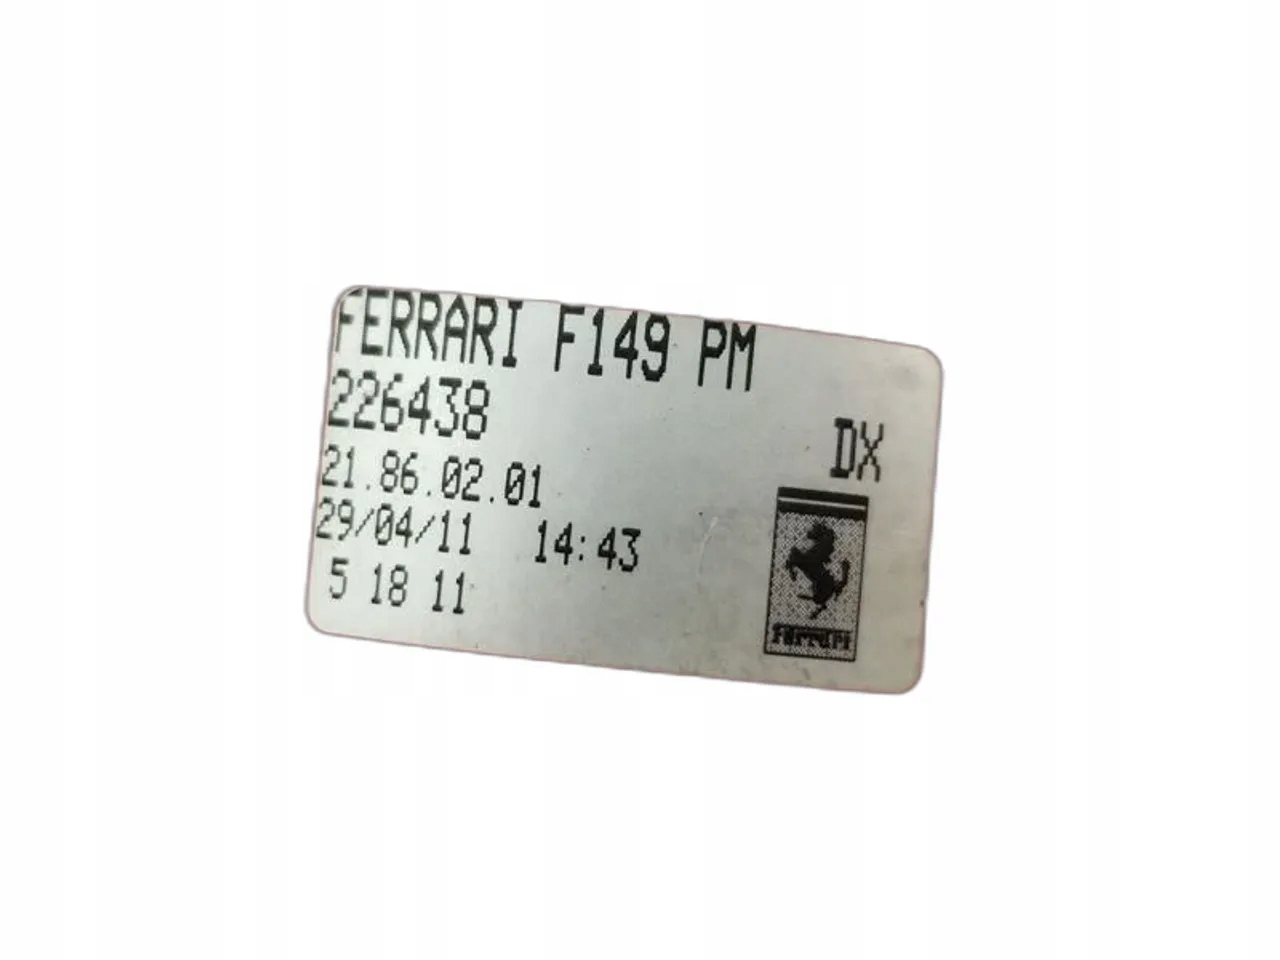 FERRARI F149 PM
226438
DX
21.86.02.01
29/04/11 14:43
5 18 11
Ferrari